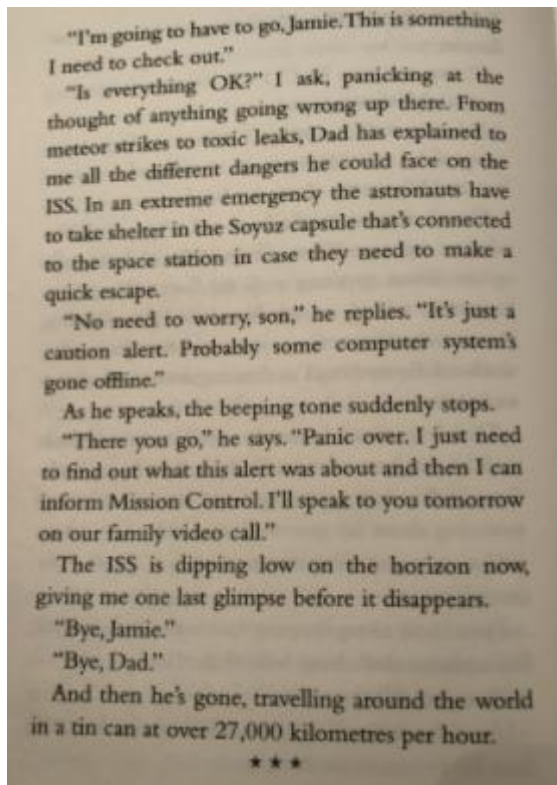 “I’m going to have to go, Jamie. This is something
I need to check out.”
“Is everything OK?” I ask, panicking at the
thought of anything going wrong up there. From
meteor strikes to toxic leaks, Dad has explained to
me all the different dangers he could face on the
ISS. In an extreme emergency the astronauts have
to take shelter in the Soyuz capsule that’s connected
to the space station in case they need to make a
quick escape.
“No need to worry, son,” he replies. “It’s just a
caution alert. Probably some computer system’s
gone offline.”
As he speaks, the beeping tone suddenly stops.
“There you go,” he says. “Panic over. I just need
to find out what this alert was about and then I can
inform Mission Control. I’ll speak to you tomorrow
on our family video call.”
The ISS is dipping low on the horizon now,
giving me one last glimpse before it disappears.
“Bye, Jamie.”
“Bye, Dad.”
And then he’s gone, travelling around the world
in a tin can at over 27,000 kilometres per hour.
★ ★ ★